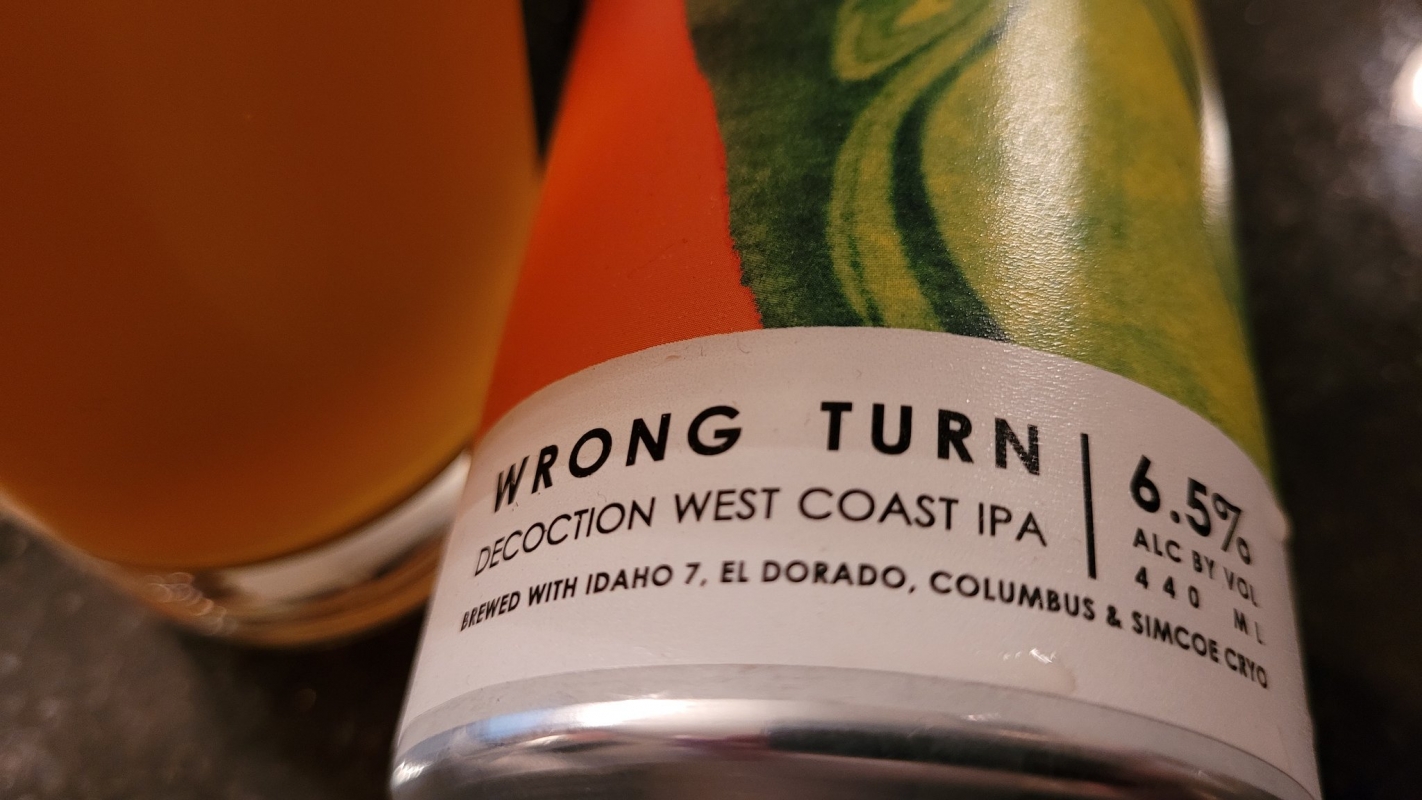 WRONG TURN
DECOCTION WEST COAST IPA
BREWED WITH IDAHO 7, EL DORADO, COLUMBUS & SIMCOE CRYO
6.5%
ALC BY VOL
440 ML